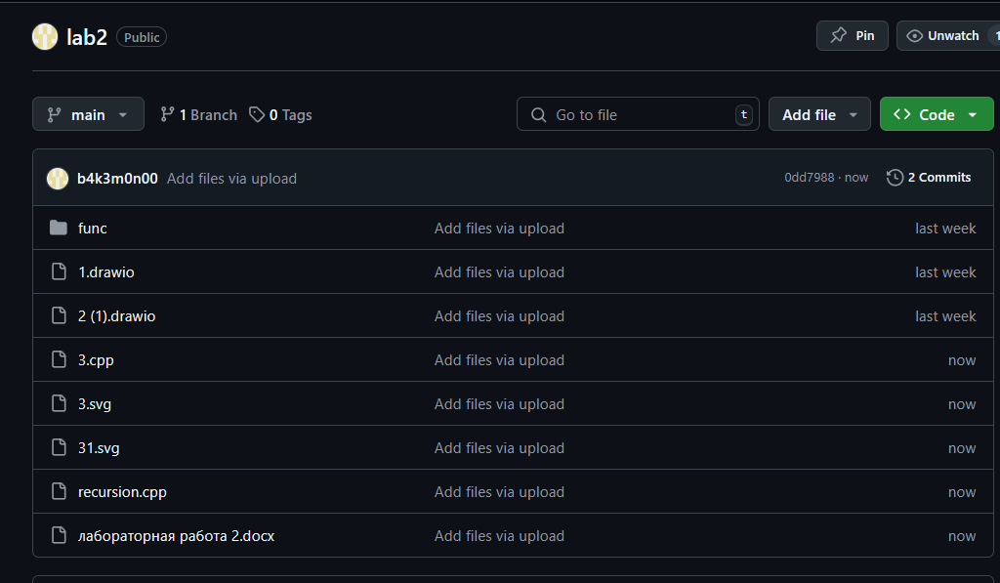 lab2 Public Pin Unwatch 1
main 1 Branch 0 Tags Go to file t Add file Code
b4k3m0n00 Add files via upload 0dd7988 · now 2 Commits
func Add files via upload last week
1.drawio Add files via upload last week
2 (1).drawio Add files via upload last week
3.cpp Add files via upload now
3.svg Add files via upload now
31.svg Add files via upload now
recursion.cpp Add files via upload now
лабораторная работа 2.docx Add files via upload now